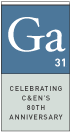 Ga
31
CELEBRATING
C&EN'S
80TH
ANNIVERSARY